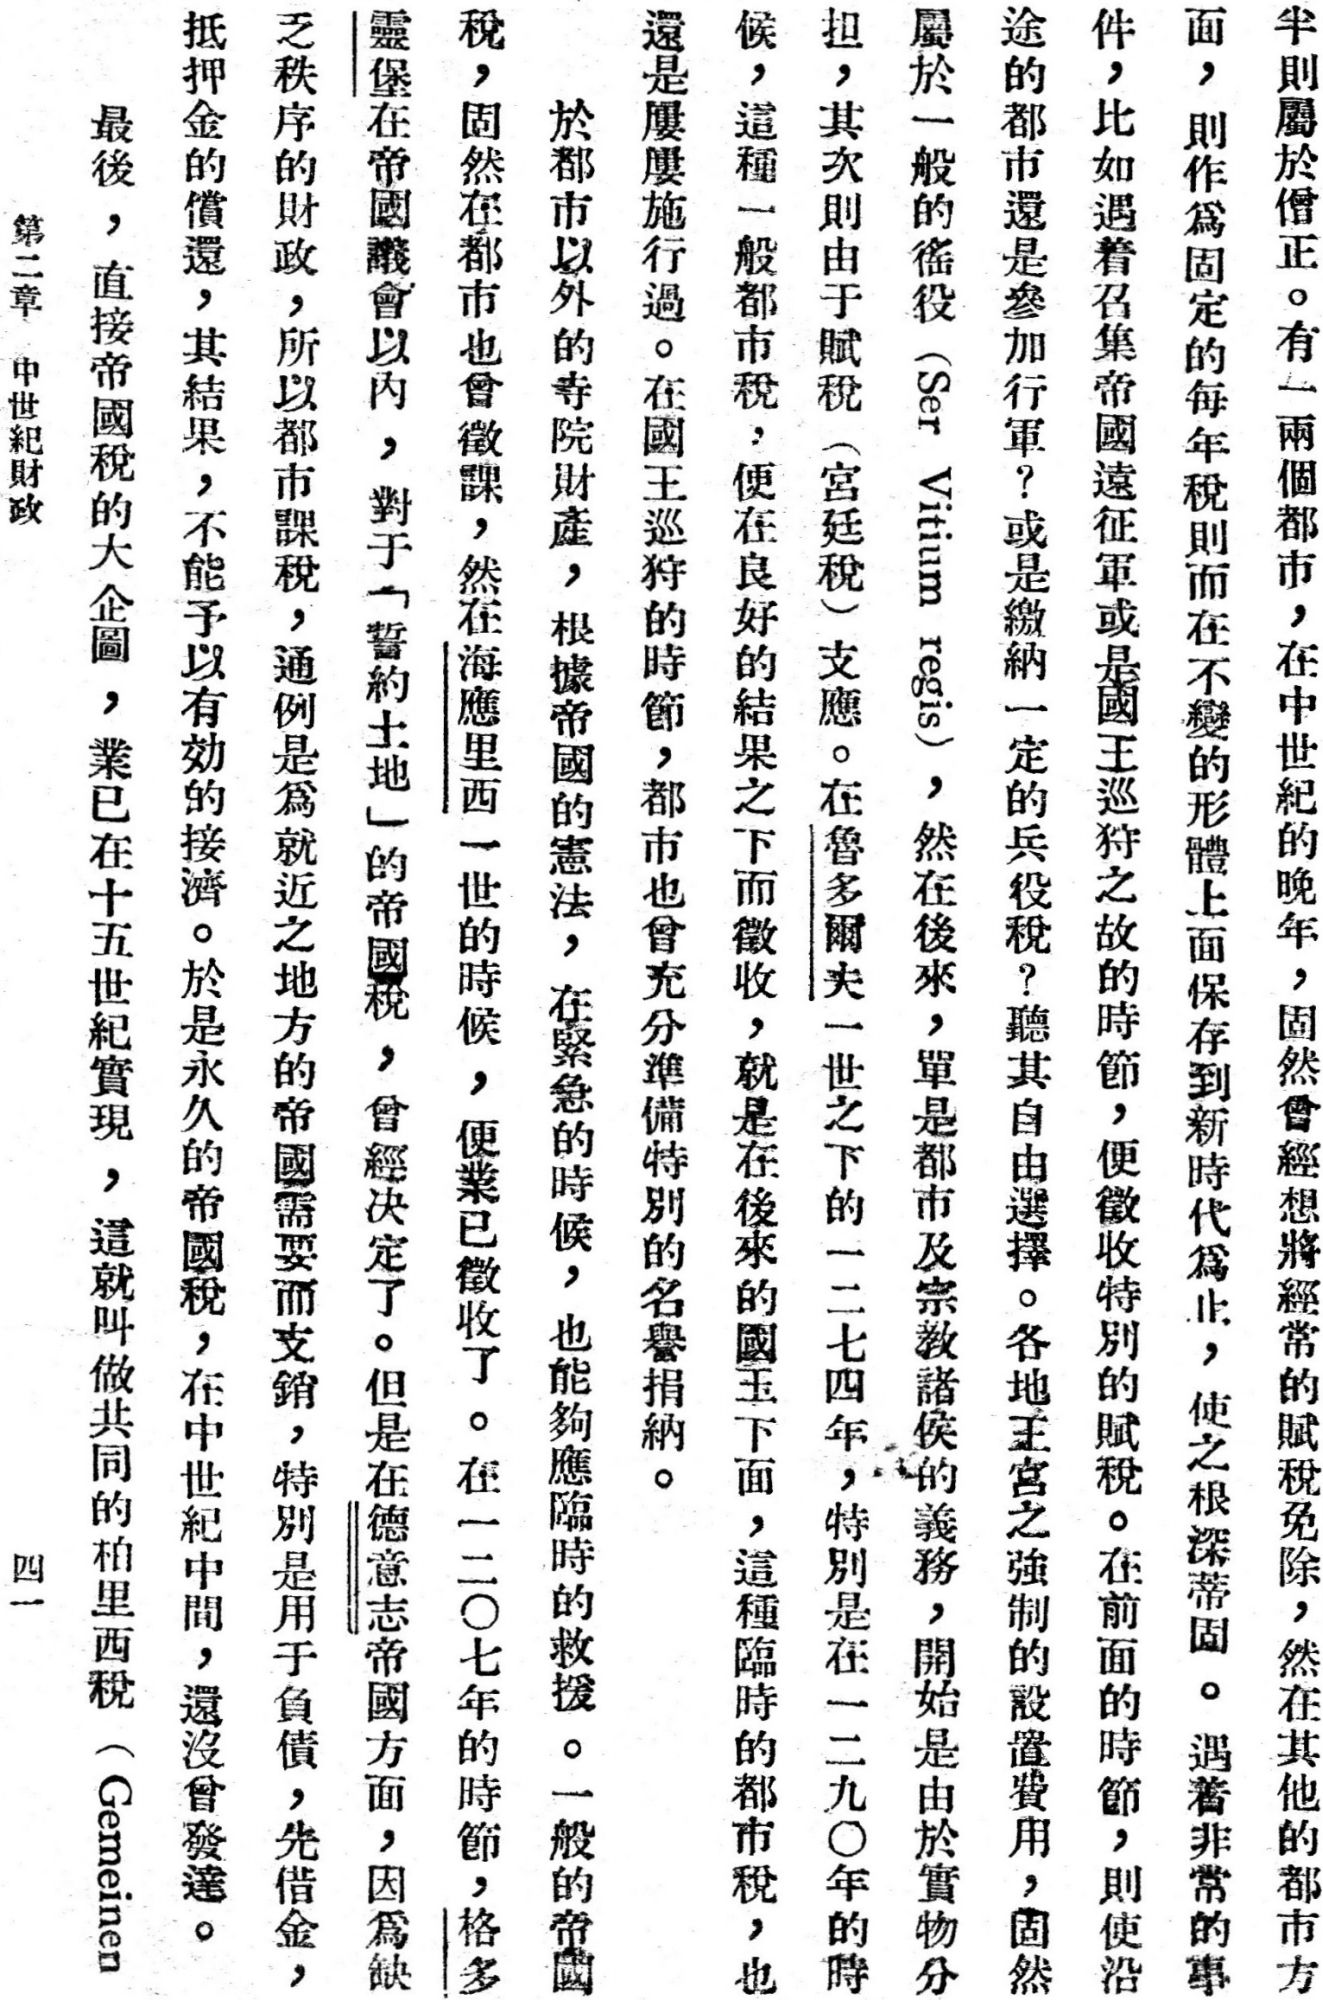 半則屬於僧正。有一兩個都市，在中世紀的晚年，固然曾經想將經常的賦稅免除，然在其他的都市方
面，則作爲固定的每年稅則而在不變的形體上面保存到新時代爲止，使之根深蒂固。遇着非常的事
件，比如遇着召集帝國遠征軍或是國王巡狩之故的時節，便徵收特別的賦稅。在前面的時節，則使沿
途的都市還是參加行軍？或是繳納一定的兵役稅？聽其自由選擇。各地王宮之強制的設置費用，固然
屬於一般的徭役（Ser Vitium regis），然在後來，單是都市及宗教諸侯的義務，開始是由於實物分
担，其次則由于賦稅（宮廷稅）支應。在魯多爾夫一世之下的一二七四年，特別是在一二九〇年的時
候，這種一般都市稅，便在良好的結果之下而徵收，就是在後來的國王下面，這種臨時的都市稅，也
還是屢屢施行過。在國王巡狩的時節，都市也曾充分準備特別的名譽捐納。
於都市以外的寺院財產，根據帝國的憲法，在緊急的時候，也能夠應臨時的救援。一般的帝國
稅，固然在都市也曾徵課，然在海應里西一世的時候，便業已徵收了。在一二〇七年的時節，格多
靈堡在帝國議會以内，對于「誓約土地」的帝國稅，曾經决定了。但是在德意志帝國方面，因爲缺
乏秩序的財政，所以都市課稅，通例是爲就近之地方的帝國需要而支銷，特別是用于負債，先借金，
抵押金的償還，其結果，不能予以有効的接濟。於是永久的帝國稅，在中世紀中間，還沒曾發達。
最後，直接帝國稅的大企圖，業已在十五世紀實現，這就叫做共同的柏里西稅（Gemeinen
第二章　中世紀財政　四一